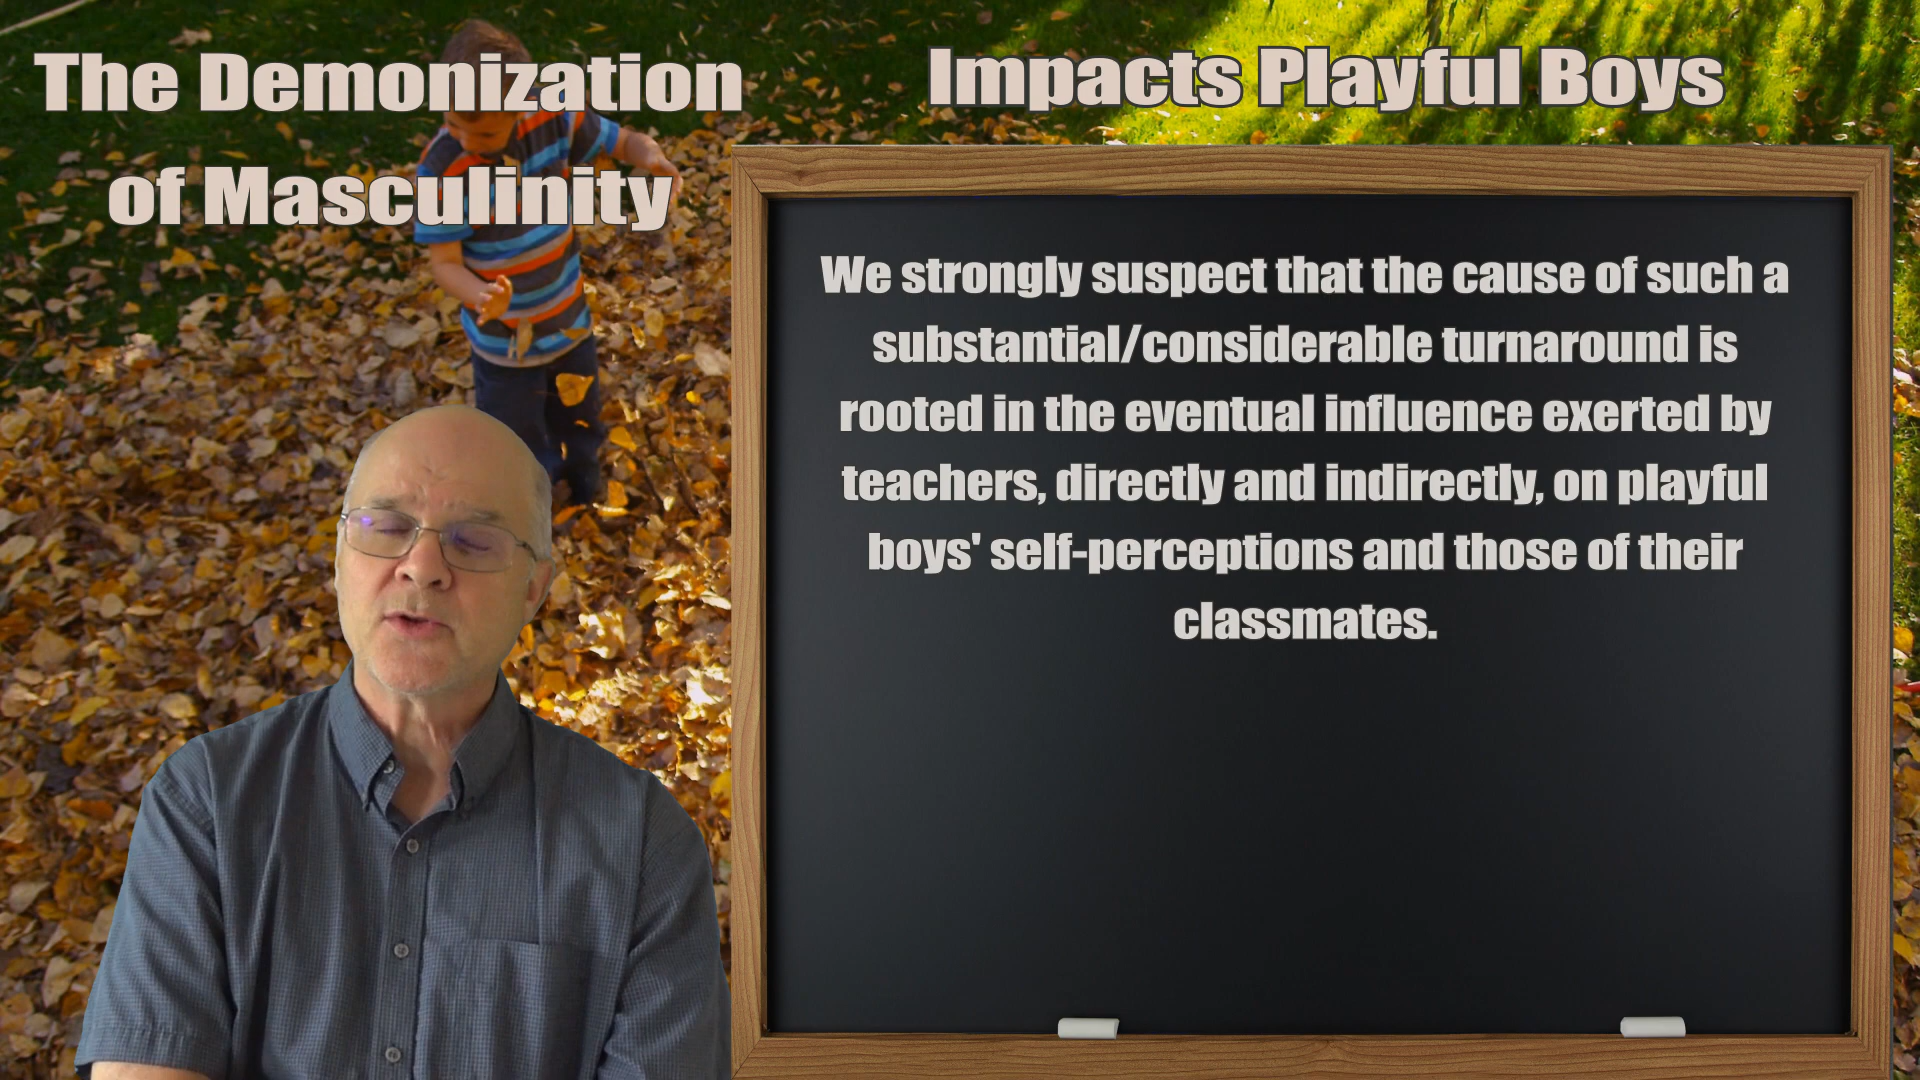 The Demonization
of Masculinity
Impacts Playful Boys
We strongly suspect that the cause of such a
substantial/considerable turnaround is
rooted in the eventual influence exerted by
teachers, directly and indirectly, on playful
boys' self-perceptions and those of their
classmates.